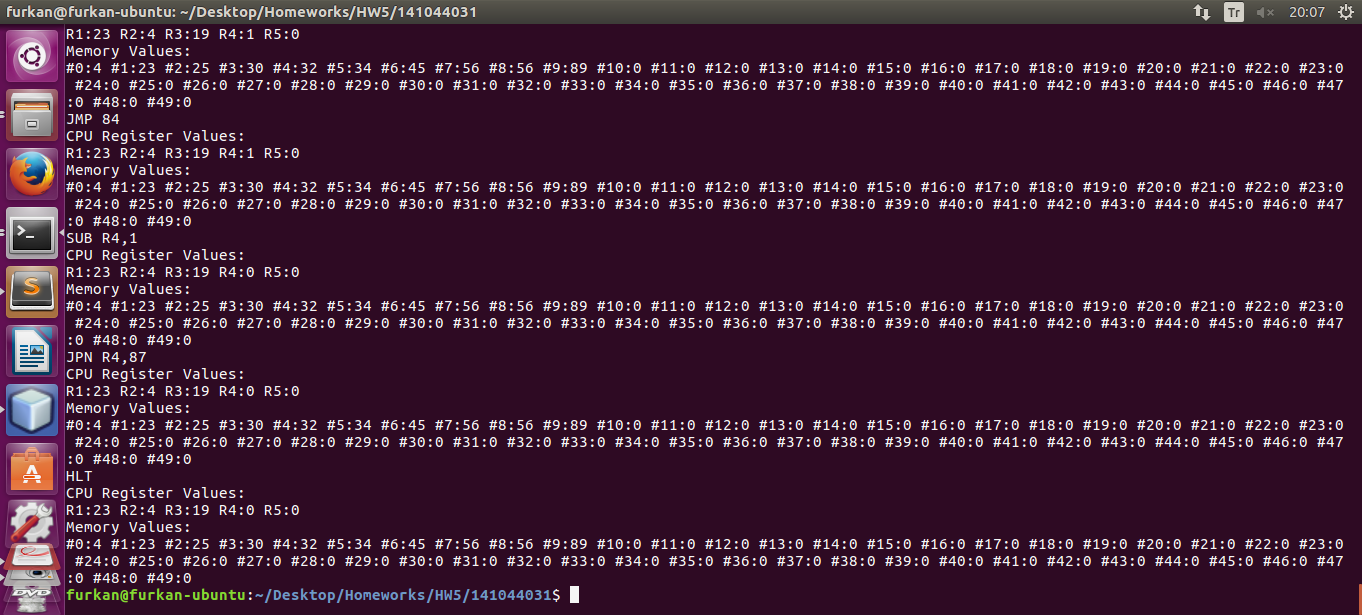 furkan@furkan-ubuntu: ~/Desktop/Homeworks/HW5/141044031 Tr 20:07
R1:23 R2:4 R3:19 R4:1 R5:0
Memory Values:
#0:4 #1:23 #2:25 #3:30 #4:32 #5:34 #6:45 #7:56 #8:56 #9:89 #10:0 #11:0 #12:0 #13:0 #14:0 #15:0 #16:0 #17:0 #18:0 #19:0 #20:0 #21:0 #22:0 #23:0
 #24:0 #25:0 #26:0 #27:0 #28:0 #29:0 #30:0 #31:0 #32:0 #33:0 #34:0 #35:0 #36:0 #37:0 #38:0 #39:0 #40:0 #41:0 #42:0 #43:0 #44:0 #45:0 #46:0 #47
:0 #48:0 #49:0
JMP 84
CPU Register Values:
R1:23 R2:4 R3:19 R4:1 R5:0
Memory Values:
#0:4 #1:23 #2:25 #3:30 #4:32 #5:34 #6:45 #7:56 #8:56 #9:89 #10:0 #11:0 #12:0 #13:0 #14:0 #15:0 #16:0 #17:0 #18:0 #19:0 #20:0 #21:0 #22:0 #23:0
 #24:0 #25:0 #26:0 #27:0 #28:0 #29:0 #30:0 #31:0 #32:0 #33:0 #34:0 #35:0 #36:0 #37:0 #38:0 #39:0 #40:0 #41:0 #42:0 #43:0 #44:0 #45:0 #46:0 #47
:0 #48:0 #49:0
SUB R4,1
CPU Register Values:
R1:23 R2:4 R3:19 R4:0 R5:0
Memory Values:
#0:4 #1:23 #2:25 #3:30 #4:32 #5:34 #6:45 #7:56 #8:56 #9:89 #10:0 #11:0 #12:0 #13:0 #14:0 #15:0 #16:0 #17:0 #18:0 #19:0 #20:0 #21:0 #22:0 #23:0
 #24:0 #25:0 #26:0 #27:0 #28:0 #29:0 #30:0 #31:0 #32:0 #33:0 #34:0 #35:0 #36:0 #37:0 #38:0 #39:0 #40:0 #41:0 #42:0 #43:0 #44:0 #45:0 #46:0 #47
:0 #48:0 #49:0
JPN R4,87
CPU Register Values:
R1:23 R2:4 R3:19 R4:0 R5:0
Memory Values:
#0:4 #1:23 #2:25 #3:30 #4:32 #5:34 #6:45 #7:56 #8:56 #9:89 #10:0 #11:0 #12:0 #13:0 #14:0 #15:0 #16:0 #17:0 #18:0 #19:0 #20:0 #21:0 #22:0 #23:0
 #24:0 #25:0 #26:0 #27:0 #28:0 #29:0 #30:0 #31:0 #32:0 #33:0 #34:0 #35:0 #36:0 #37:0 #38:0 #39:0 #40:0 #41:0 #42:0 #43:0 #44:0 #45:0 #46:0 #47
:0 #48:0 #49:0
HLT
CPU Register Values:
R1:23 R2:4 R3:19 R4:0 R5:0
Memory Values:
#0:4 #1:23 #2:25 #3:30 #4:32 #5:34 #6:45 #7:56 #8:56 #9:89 #10:0 #11:0 #12:0 #13:0 #14:0 #15:0 #16:0 #17:0 #18:0 #19:0 #20:0 #21:0 #22:0 #23:0
 #24:0 #25:0 #26:0 #27:0 #28:0 #29:0 #30:0 #31:0 #32:0 #33:0 #34:0 #35:0 #36:0 #37:0 #38:0 #39:0 #40:0 #41:0 #42:0 #43:0 #44:0 #45:0 #46:0 #47
:0 #48:0 #49:0
furkan@furkan-ubuntu:~/Desktop/Homeworks/HW5/141044031$
DVD